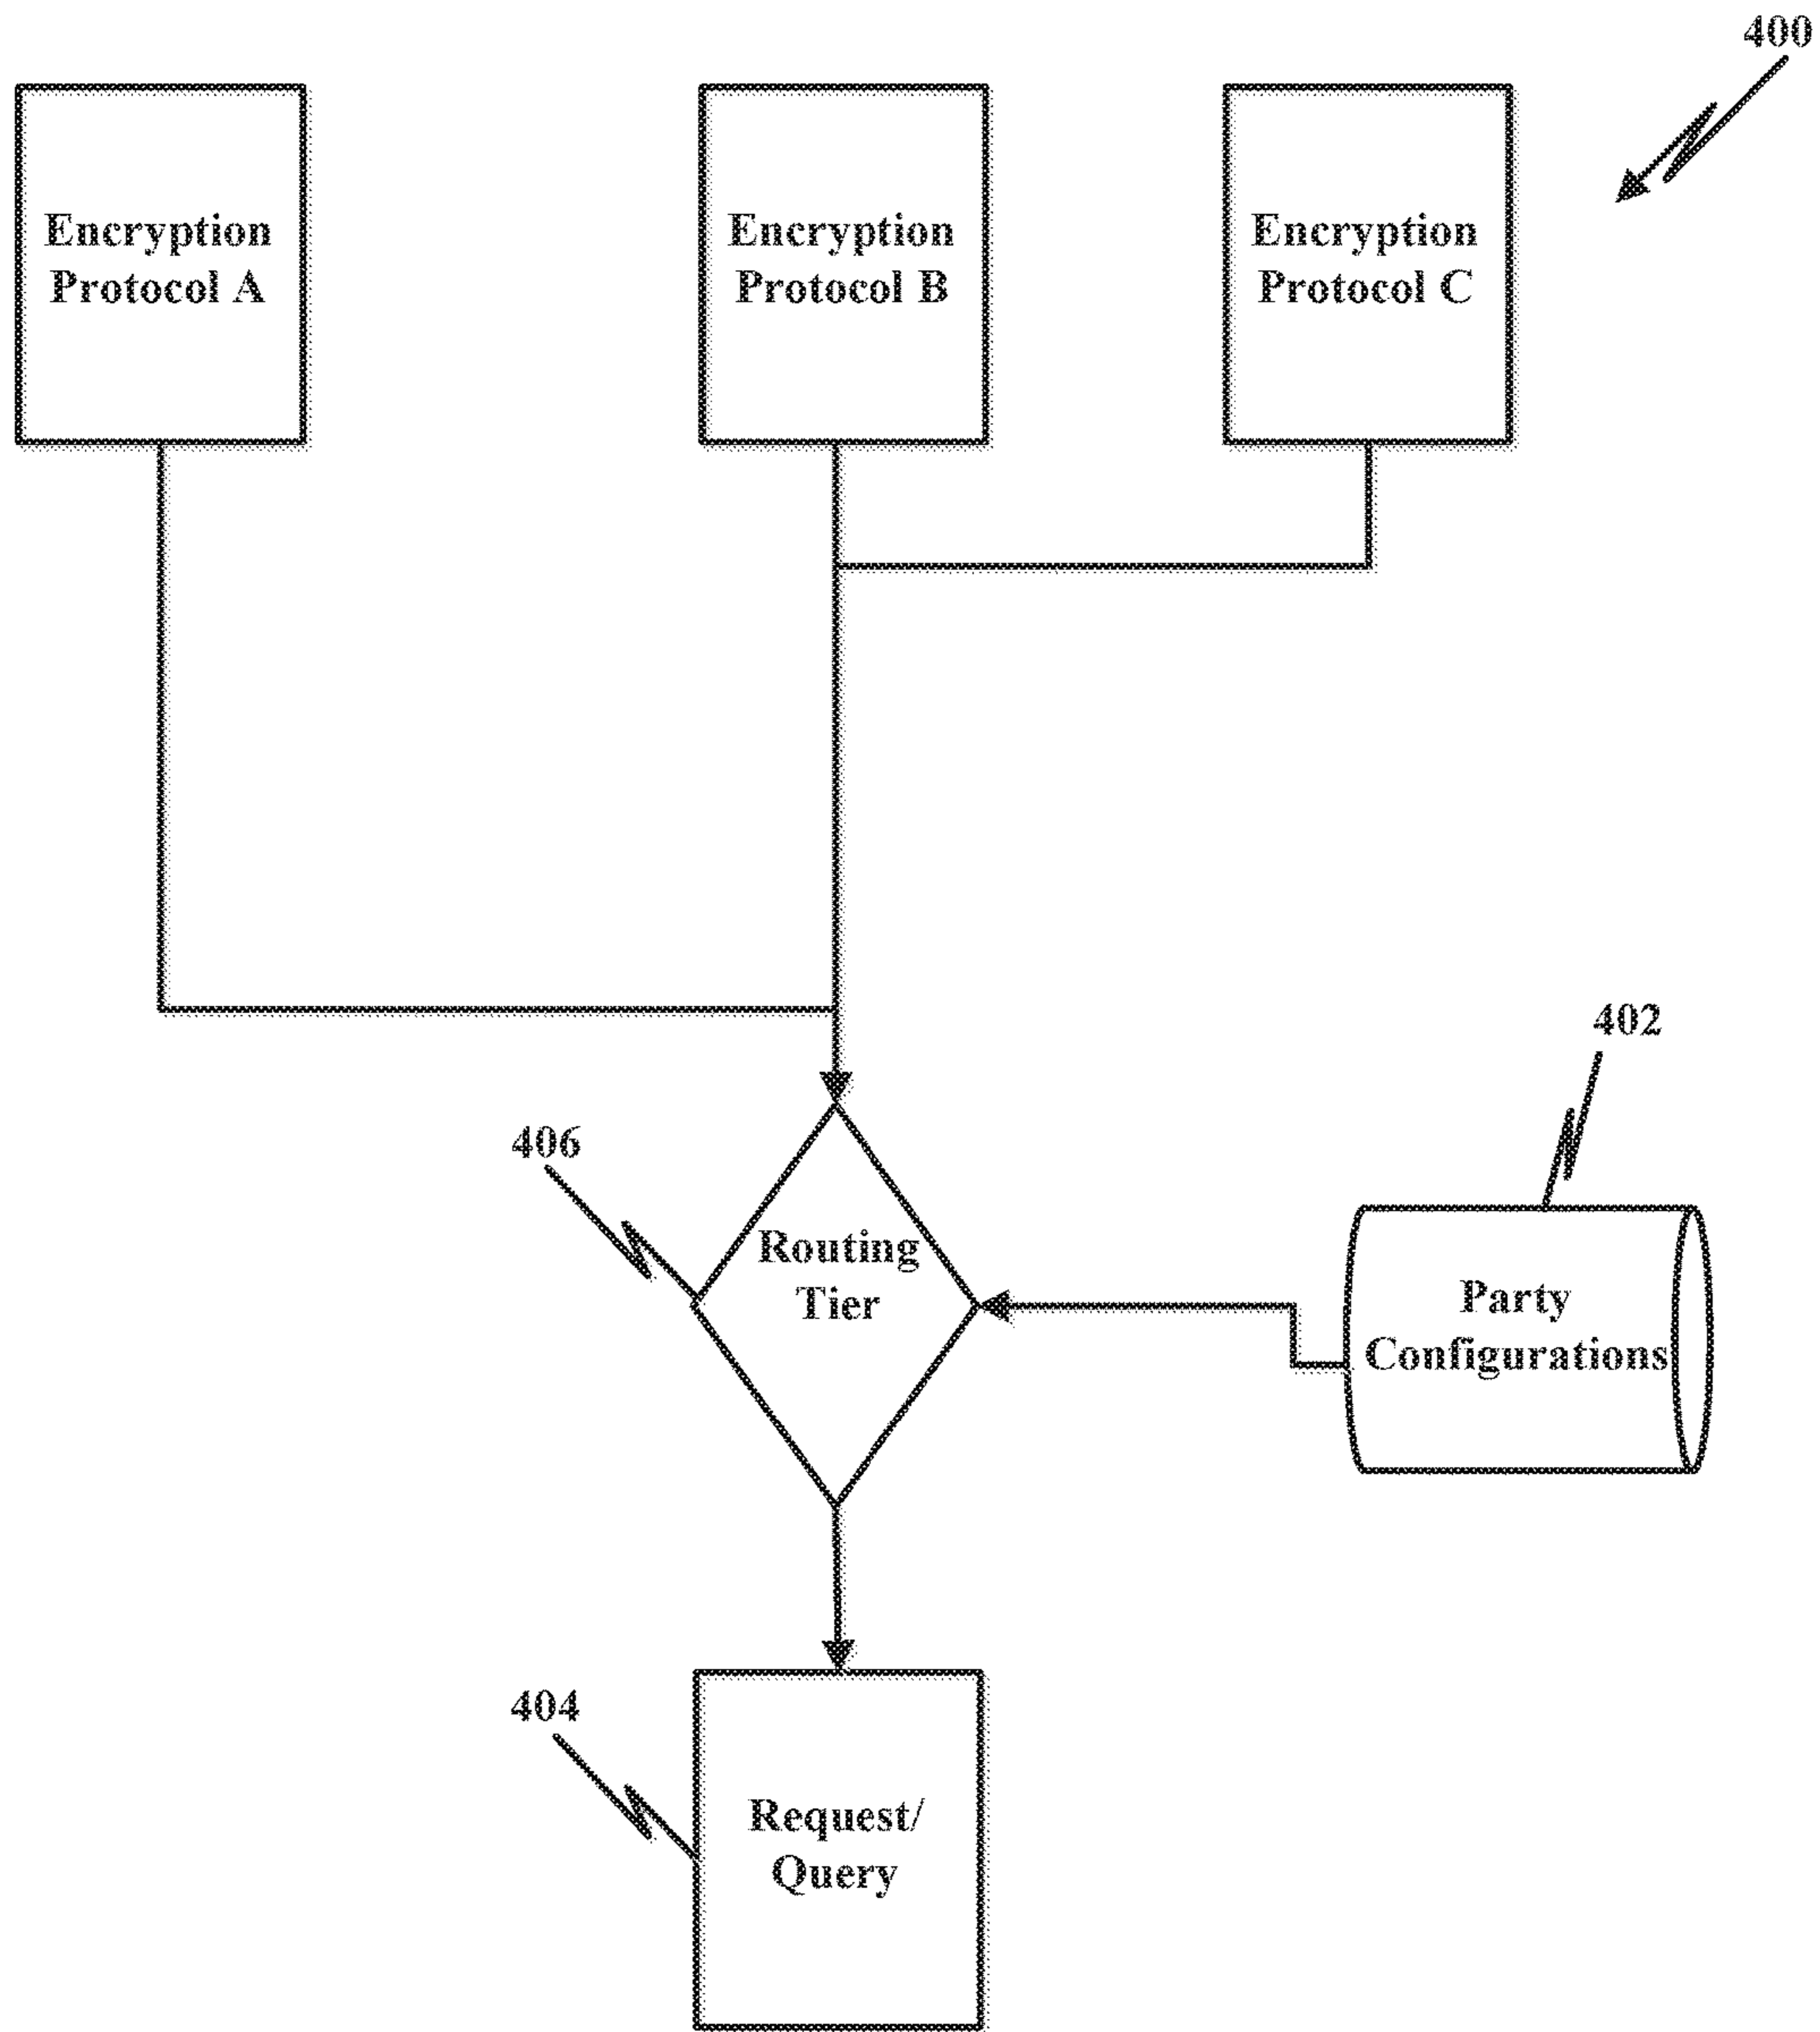 400
Encryption
Protocol A
Encryption
Protocol B
Encryption
Protocol C
402
406
Routing
Tier
Party
Configurations
404
Request/
Query